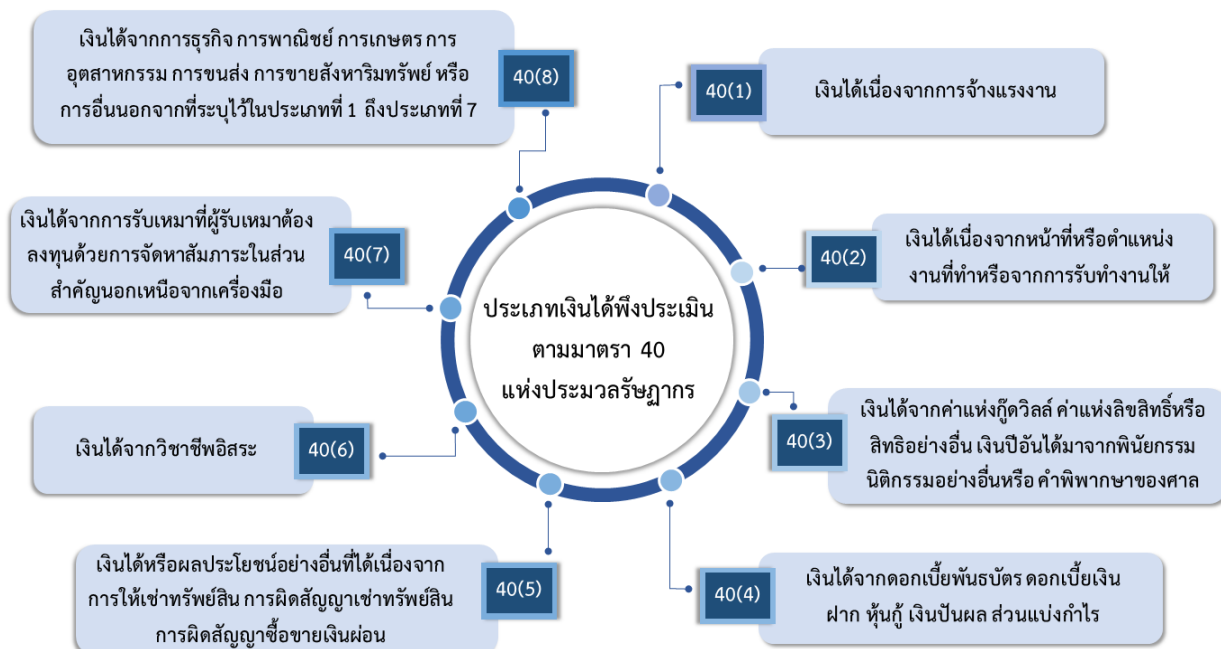 ประเภทเงินได้พึงประเมิน
ตามมาตรา 40
แห่งประมวลรัษฎากร
40(1)
เงินได้เนื่องจากการจ้างแรงงาน
40(2)
เงินได้เนื่องจากหน้าที่หรือตำแหน่ง
งานที่ทำหรือจากการรับทำงานให้
40(3)
เงินได้จากค่าแห่งกู๊ดวิลล์ ค่าแห่งลิขสิทธิ์หรือ
สิทธิอย่างอื่น เงินปีอันได้มาจากพินัยกรรม
นิติกรรมอย่างอื่นหรือ คำพิพากษาของศาล
40(4)
เงินได้จากดอกเบี้ยพันธบัตร ดอกเบี้ยเงิน
ฝาก หุ้นกู้ เงินปันผล ส่วนแบ่งกำไร
40(5)
เงินได้หรือผลประโยชน์อย่างอื่นที่ได้เนื่องจาก
การให้เช่าทรัพย์สิน การผิดสัญญาเช่าทรัพย์สิน
การผิดสัญญาซื้อขายเงินผ่อน
40(6)
เงินได้จากวิชาชีพอิสระ
40(7)
เงินได้จากการรับเหมาที่ผู้รับเหมาต้อง
ลงทุนด้วยการจัดหาสัมภาระในส่วน
สำคัญนอกเหนือจากเครื่องมือ
40(8)
เงินได้จากการธุรกิจ การพาณิชย์ การเกษตร การ
อุตสาหกรรม การขนส่ง การขายอสังหาริมทรัพย์ หรือ
การอื่นนอกจากที่ระบุไว้ในประเภทที่ 1 ถึงประเภทที่ 7